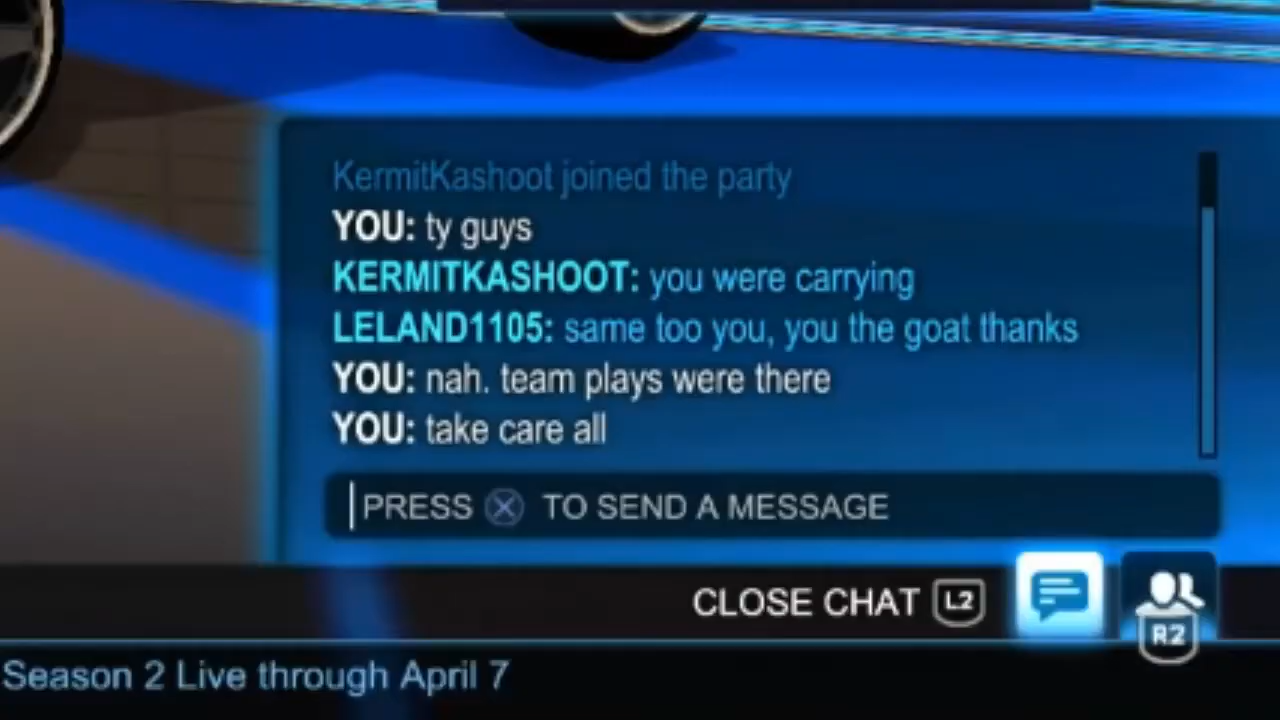 KermitKashoot joined the party
YOU: ty guys
KERMITKASHOOT: you were carrying
LELAND1105: same too you, you the goat thanks
YOU: nah. team plays were there
YOU: take care all
PRESS TO SEND A MESSAGE
CLOSE CHAT L2
R2
Season 2 Live through April 7